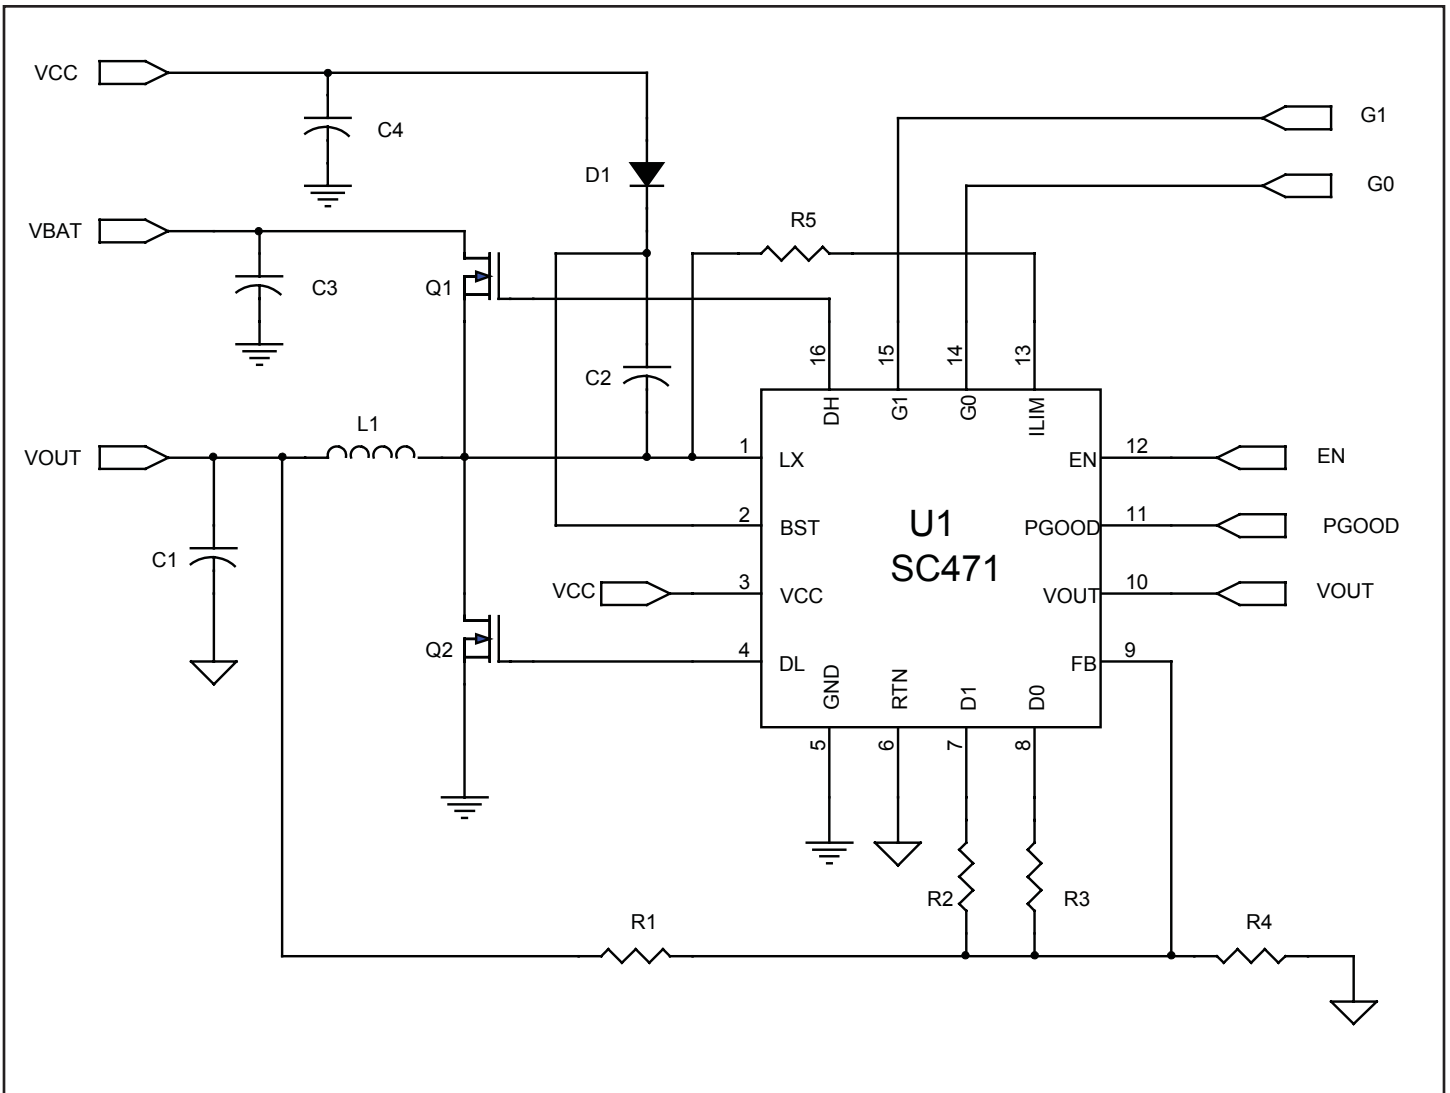 VCC
C4
G1
D1
G0
VBAT
R5
C3
Q1
16
15
14
13
C2
DH
G1
G0
ILIM
L1
VOUT
1
LX
EN
12
EN
2
BST
U1
PGOOD
11
PGOOD
SC471
C1
VCC
3
VCC
VOUT
10
VOUT
Q2
4
DL
FB
9
GND
RTN
D1
D0
5
6
7
8
R2
R3
R1
R4